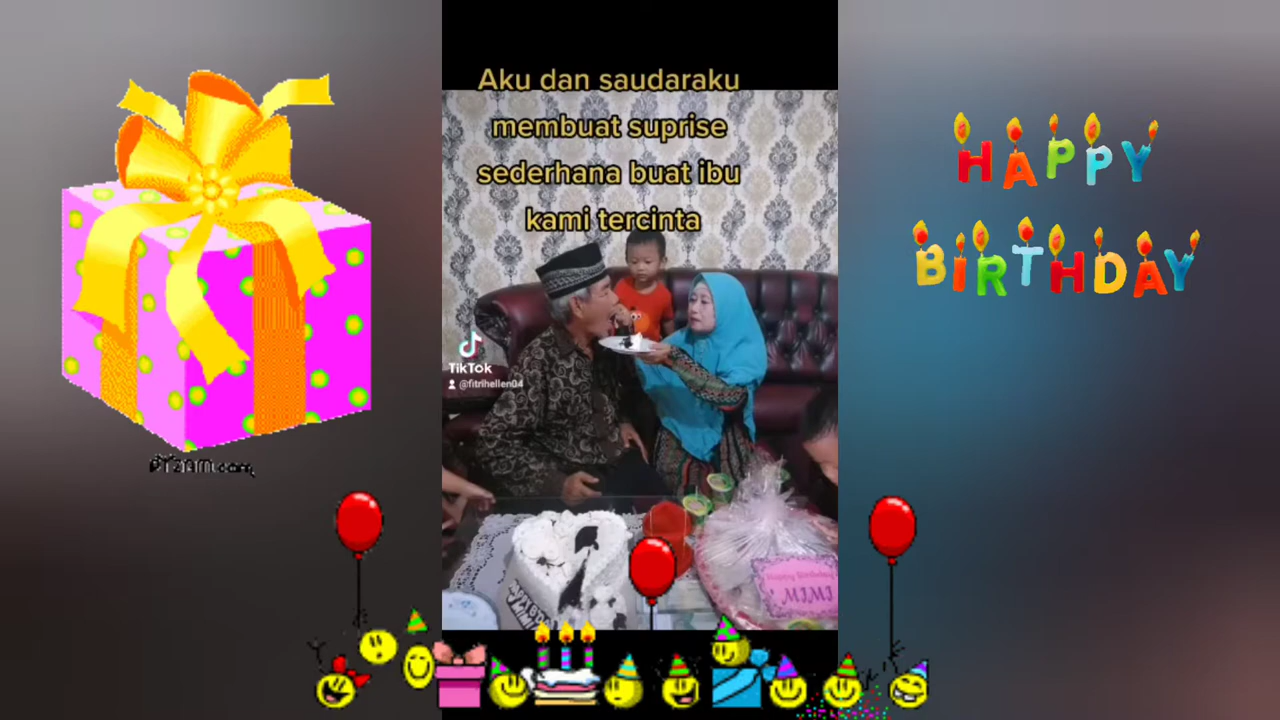 Aku dan saudaraku
membuat suprise
sederhana buat ibu
kami tercinta
HAPPY
BIRTHDAY
TikTok
@fitrihellen04
Happy Birthday
MIMI